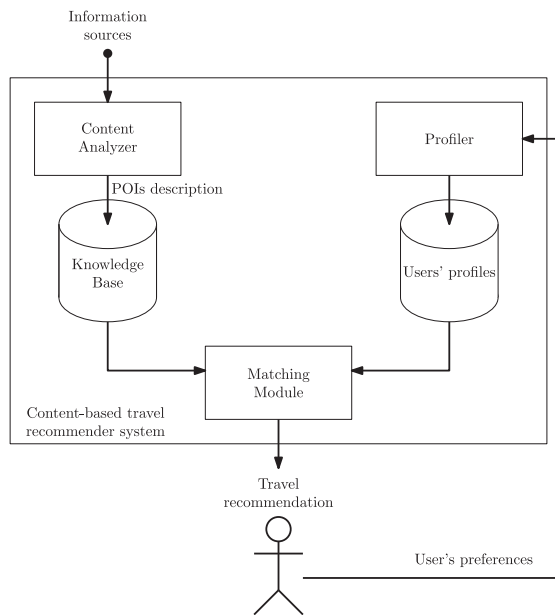 Information
sources
Content
Analyzer
Profiler
POIs description
Knowledge
Base
Users' profiles
Matching
Module
Content-based travel
recommender system
Travel
recommendation
User's preferences